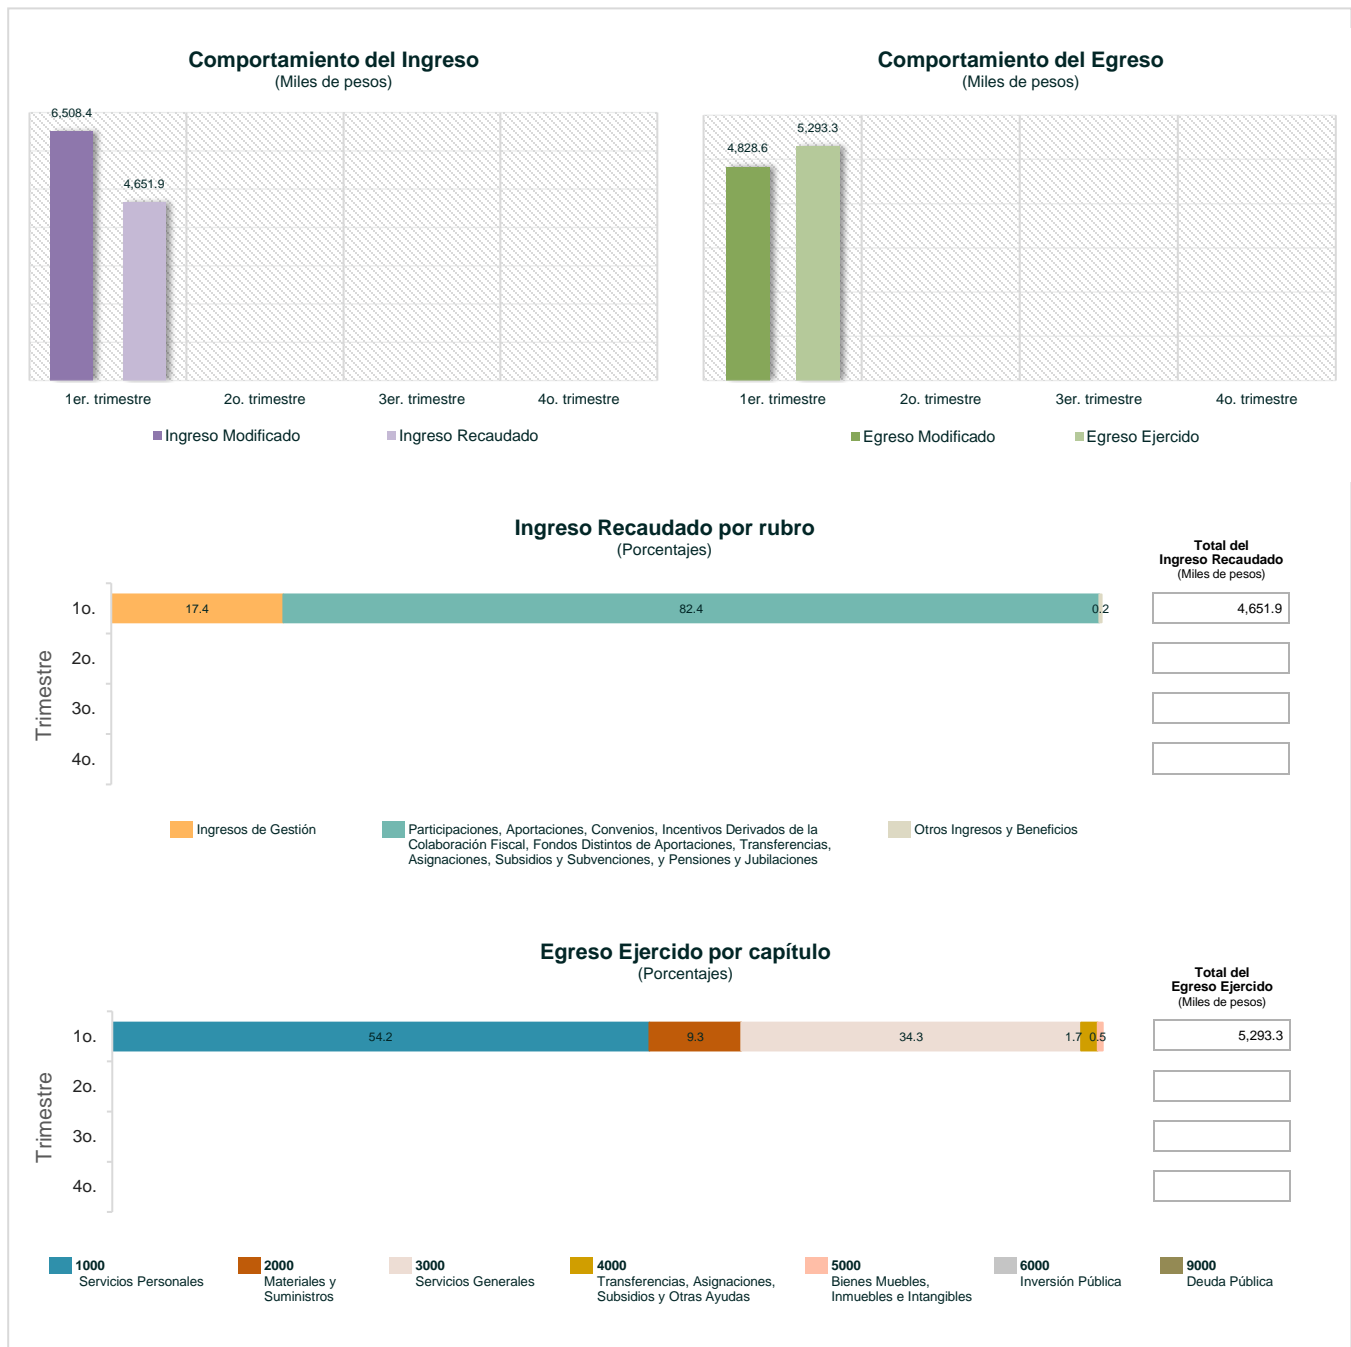 Comportamiento del Ingreso
(Miles de pesos)
6,508.4
4,651.9
1er. trimestre
2o. trimestre
3er. trimestre
4o. trimestre
Ingreso Modificado
Ingreso Recaudado
Comportamiento del Egreso
(Miles de pesos)
4,828.6
5,293.3
1er. trimestre
2o. trimestre
3er. trimestre
4o. trimestre
Egreso Modificado
Egreso Ejercido
Ingreso Recaudado por rubro
(Porcentajes)
Total del
Ingreso Recaudado
(Miles de pesos)
Trimestre
1o.
17.4
82.4
0.2
4,651.9
2o.
3o.
4o.
Ingresos de Gestión
Participaciones, Aportaciones, Convenios, Incentivos Derivados de la
Colaboración Fiscal, Fondos Distintos de Aportaciones, Transferencias,
Asignaciones, Subsidios y Subvenciones, y Pensiones y Jubilaciones
Otros Ingresos y Beneficios
Egreso Ejercido por capítulo
(Porcentajes)
Total del
Egreso Ejercido
(Miles de pesos)
Trimestre
1o.
54.2
9.3
34.3
1.7
0.5
5,293.3
2o.
3o.
4o.
1000
Servicios Personales
2000
Materiales y
Suministros
3000
Servicios Generales
4000
Transferencias, Asignaciones,
Subsidios y Otras Ayudas
5000
Bienes Muebles,
Inmuebles e Intangibles
6000
Inversión Pública
9000
Deuda Pública